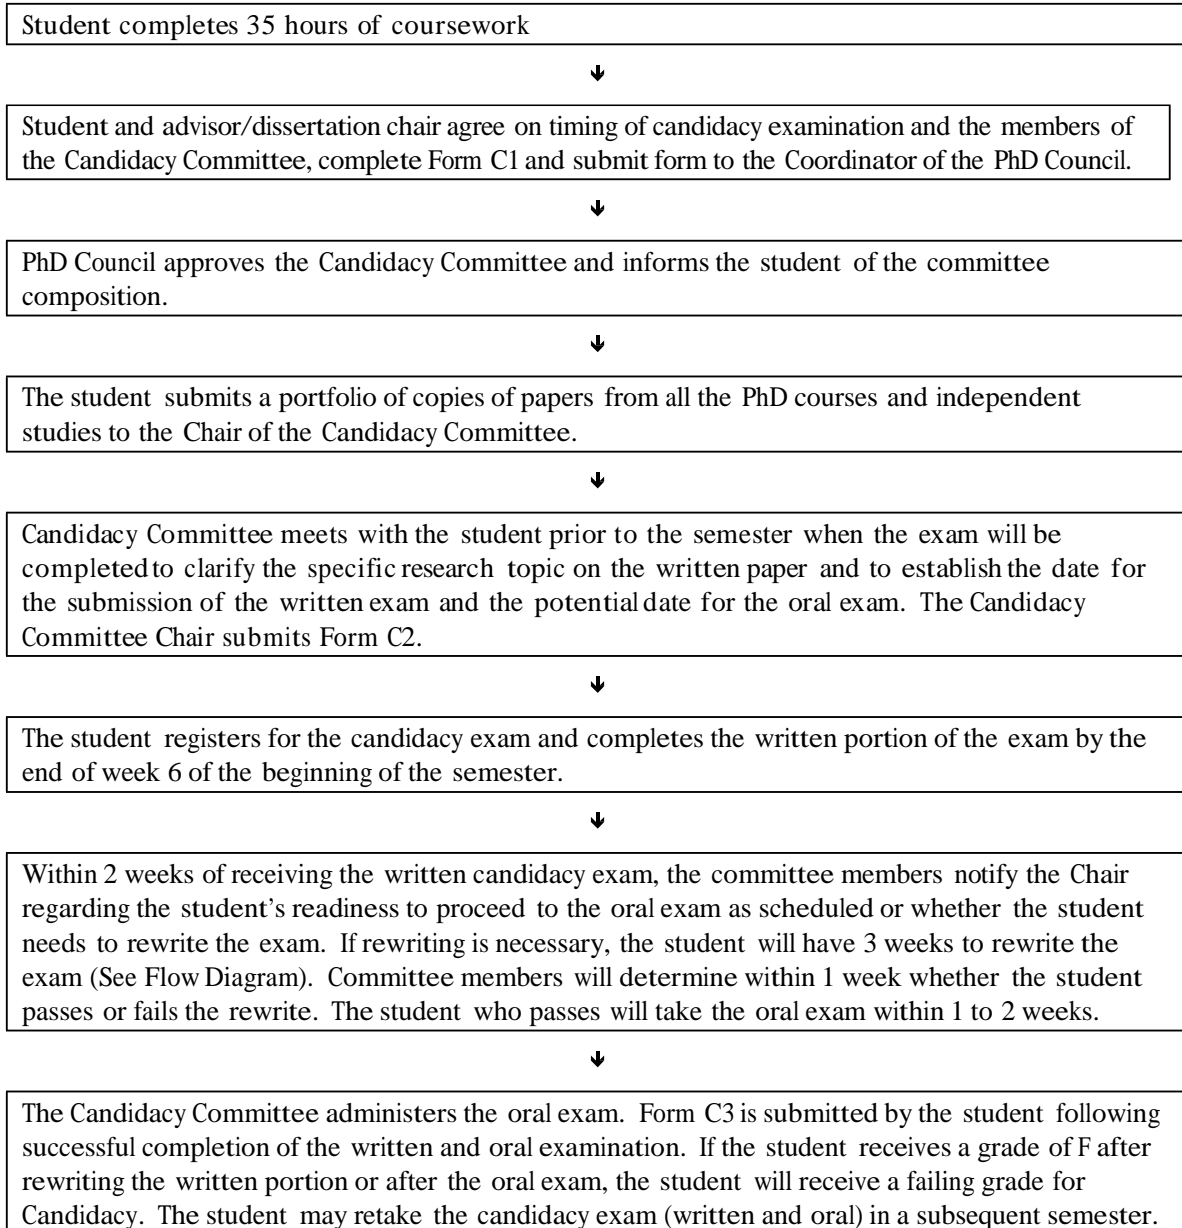 Student completes 35 hours of coursework
Student and advisor/dissertation chair agree on timing of candidacy examination and the members of
the Candidacy Committee, complete Form C1 and submit form to the Coordinator of the PhD Council.
PhD Council approves the Candidacy Committee and informs the student of the committee
composition.
The student submits a portfolio of copies of papers from all the PhD courses and independent
studies to the Chair of the Candidacy Committee.
Candidacy Committee meets with the student prior to the semester when the exam will be
completed to clarify the specific research topic on the written paper and to establish the date for
the submission of the written exam and the potential date for the oral exam. The Candidacy
Committee Chair submits Form C2.
The student registers for the candidacy exam and completes the written portion of the exam by the
end of week 6 of the beginning of the semester.
Within 2 weeks of receiving the written candidacy exam, the committee members notify the Chair
regarding the student’s readiness to proceed to the oral exam as scheduled or whether the student
needs to rewrite the exam. If rewriting is necessary, the student will have 3 weeks to rewrite the
exam (See Flow Diagram). Committee members will determine within 1 week whether the student
passes or fails the rewrite. The student who passes will take the oral exam within 1 to 2 weeks.
The Candidacy Committee administers the oral exam. Form C3 is submitted by the student following
successful completion of the written and oral examination. If the student receives a grade of F after
rewriting the written portion or after the oral exam, the student will receive a failing grade for
Candidacy. The student may retake the candidacy exam (written and oral) in a subsequent semester.